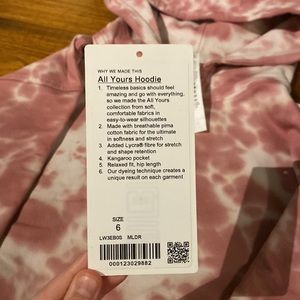 WHY WE MADE THIS
All Yours Hoodie
1. Timeless basics should feel
amazing and go with everything,
so we made the All Yours
collection from soft,
comfortable fabrics in
easy-to-wear silhouettes
2. Made with breathable pima
cotton fabric for the ultimate
in softness and stretch
3. Added Lycra® fibre for stretch
and shape retention
4. Kangaroo pocket
5. Relaxed fit, hip length
6. Our dyeing technique creates a
unique result on each garment
SIZE
6
LW3EB0S MLDR
000123029882